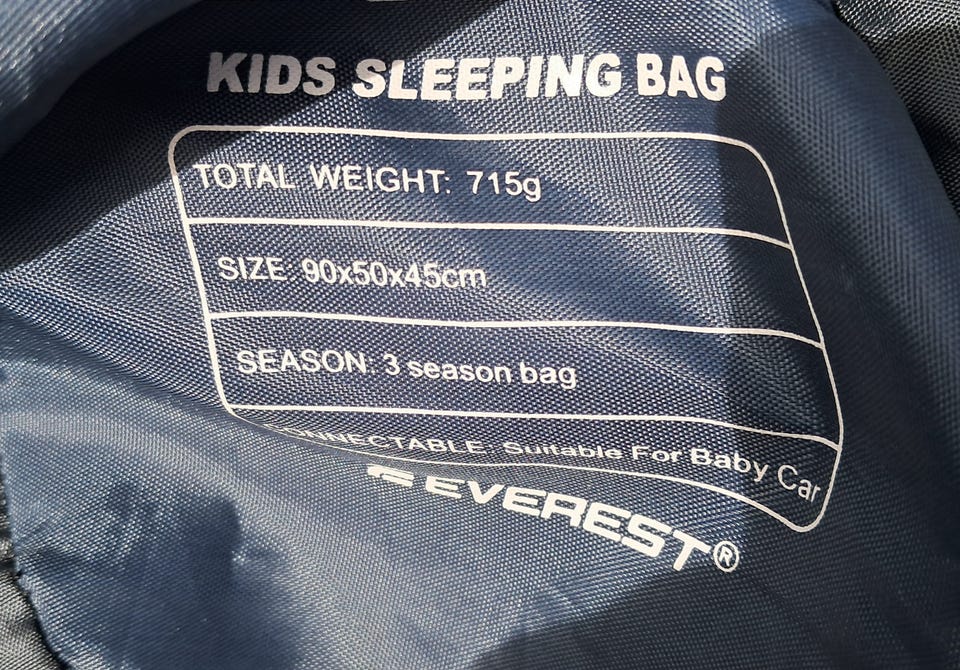 KIDS SLEEPING BAG
TOTAL WEIGHT: 715g
SIZE: 90x50x45cm
SEASON: 3 season bag
CONNECTABLE: Suitable For Baby Car
EVEREST®